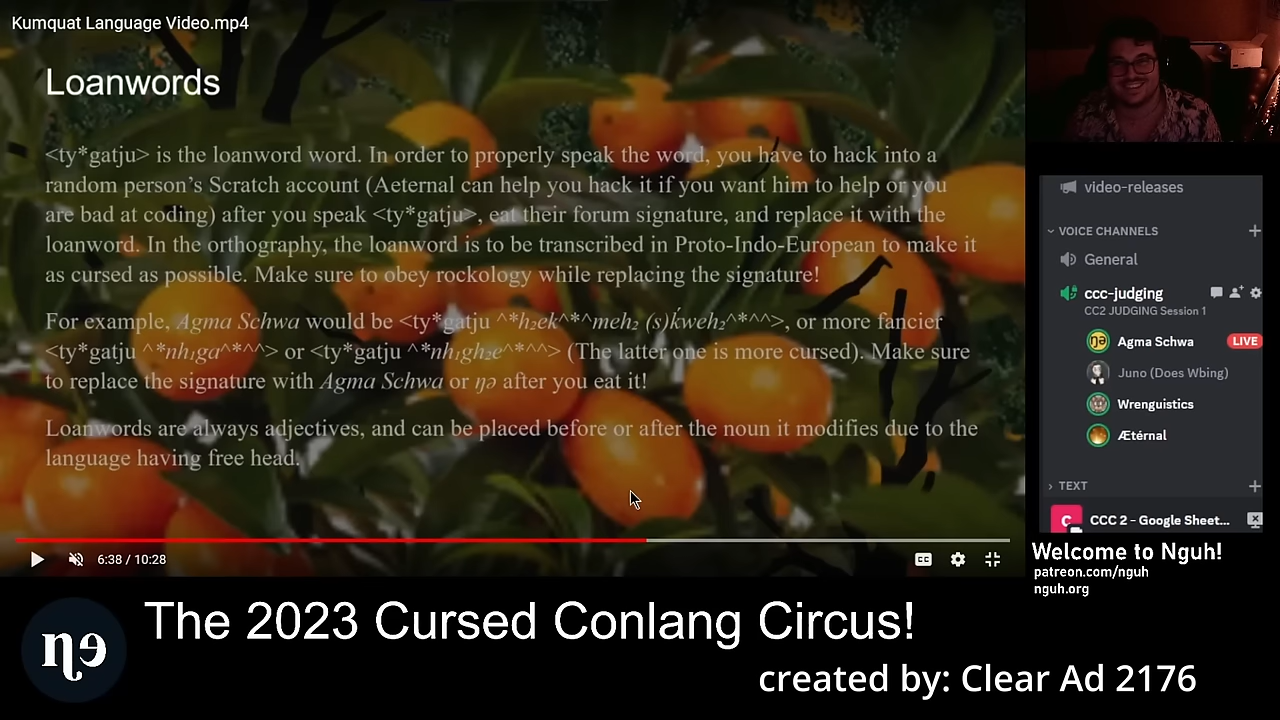 Kumquat Language Video.mp4
Loanwords
<ty*gatju> is the loanword word. In order to properly speak the word, you have to hack into a
random person’s Scratch account (Aeternal can help you hack it if you want him to help or you
are bad at coding) after you speak <ty*gatju>, eat their forum signature, and replace it with the
loanword. In the orthography, the loanword is to be transcribed in Proto-Indo-European to make it
as cursed as possible. Make sure to obey rockology while replacing the signature!
For example, Agma Schwa would be <ty*gatju ^*h₂ek^*^meh₂ (s)ḱweh₂^*^^>, or more fancier
<ty*gatju ^*nh₁ga^*^^> or <ty*gatju ^*nh₁gh₂e^*^^> (The latter one is more cursed). Make sure
to replace the signature with Agma Schwa or ŋə after you eat it!
Loanwords are always adjectives, and can be placed before or after the noun it modifies due to the
language having free head.
6:38 / 10:28
CC
video-releases
VOICE CHANNELS
General
ccc-judging
CC2 JUDGING Session 1
ŋə
Agma Schwa
LIVE
Juno (Does Wbing)
Wrenguistics
Ætérnal
TEXT
C
CCC 2 - Google Sheet...
Welcome to Nguh!
patreon.com/nguh
nguh.org
ŋə
The 2023 Cursed Conlang Circus!
created by: Clear Ad 2176